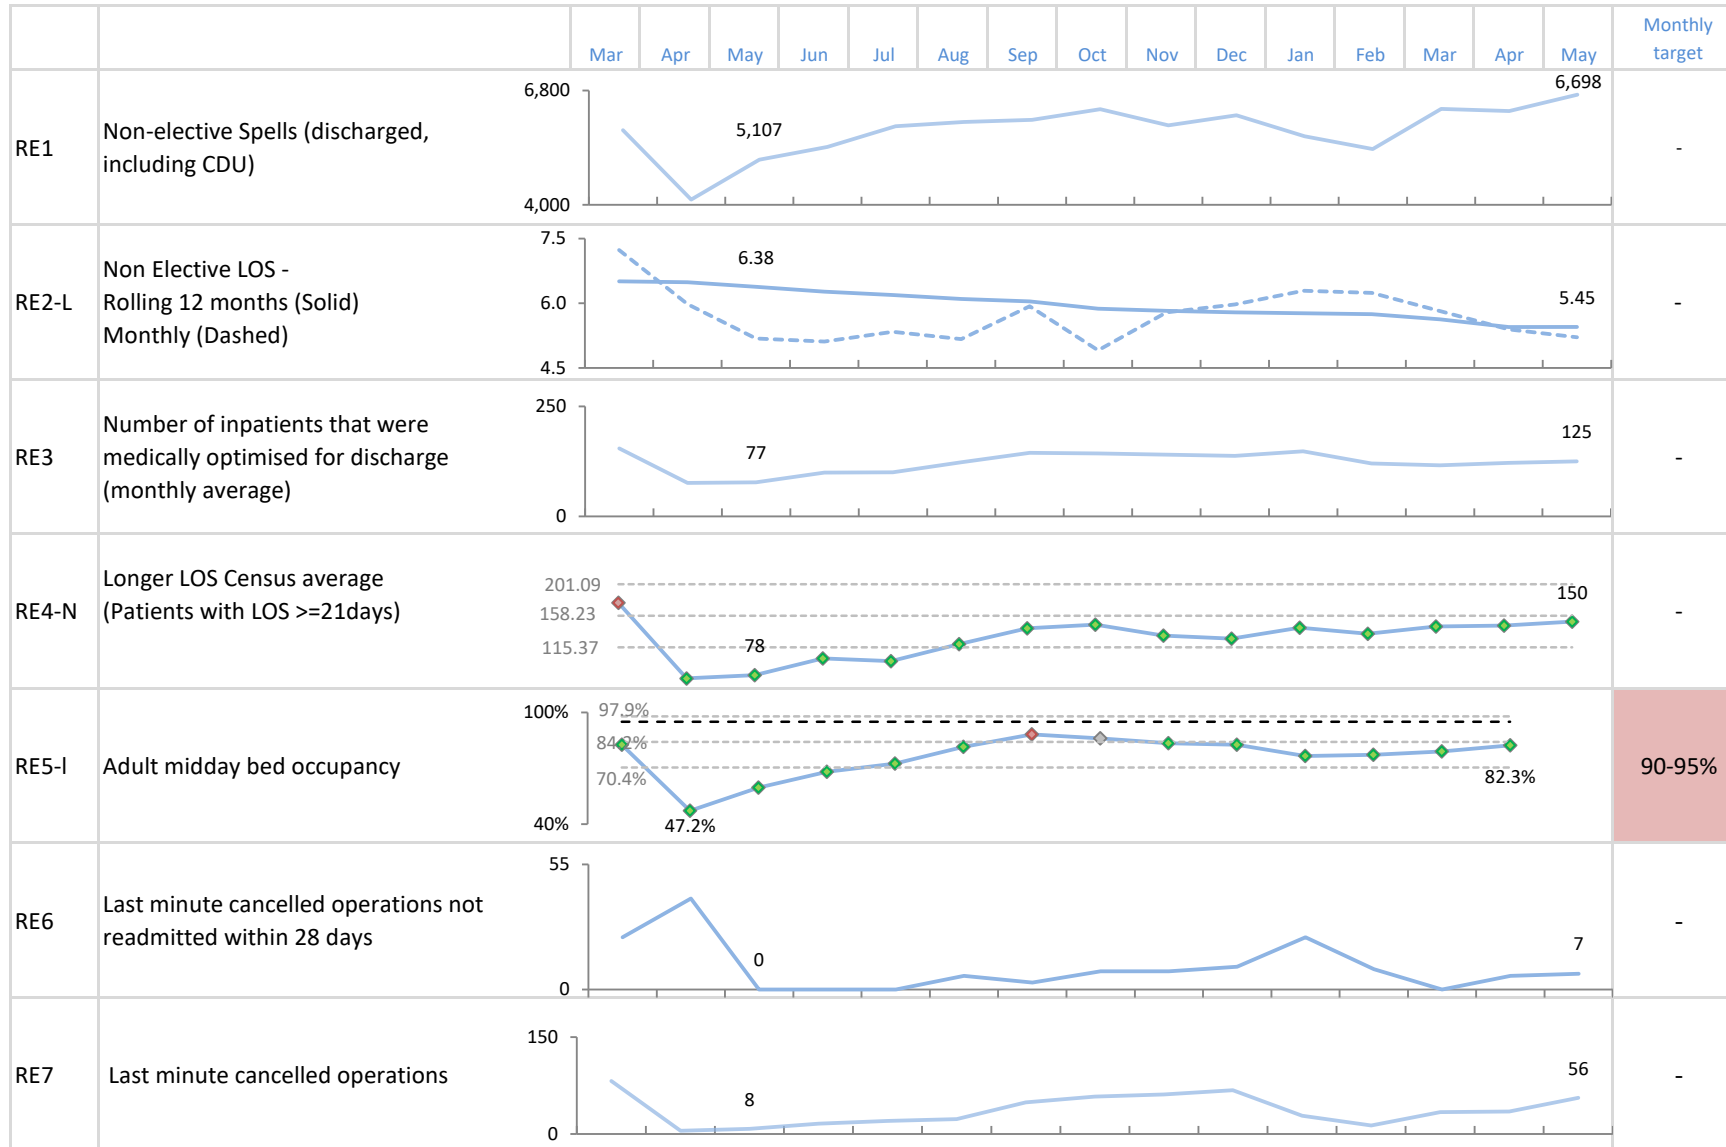 Mar Apr May Jun Jul Aug Sep Oct Nov Dec Jan Feb Mar Apr May Monthly target
RE1
Non-elective Spells (discharged,
including CDU)
6,800
4,000
5,107
6,698
-
RE2-L
Non Elective LOS -
Rolling 12 months (Solid)
Monthly (Dashed)
7.5
6.0
4.5
6.38
5.45
-
RE3
Number of inpatients that were
medically optimised for discharge
(monthly average)
250
0
77
125
-
RE4-N
Longer LOS Census average
(Patients with LOS >=21days)
201.09
158.23
115.37
78
150
-
RE5-l
Adult midday bed occupancy
100%
40%
97.9%
84.2%
70.4%
47.2%
82.3%
90-95%
RE6
Last minute cancelled operations not
readmitted within 28 days
55
0
0
7
-
RE7
Last minute cancelled operations
150
0
8
56
-